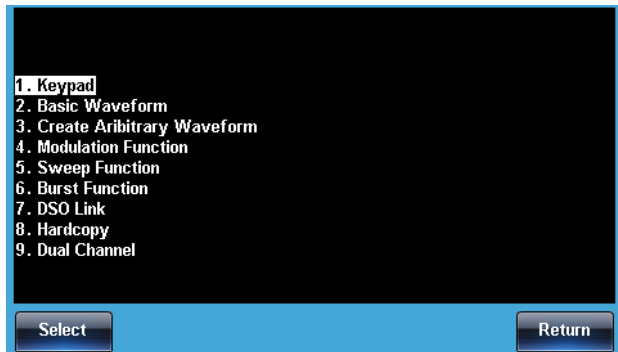 1. Keypad
2. Basic Waveform
3. Create Aribitrary Waveform
4. Modulation Function
5. Sweep Function
6. Burst Function
7. DSO Link
8. Hardcopy
9. Dual Channel
Select
Return